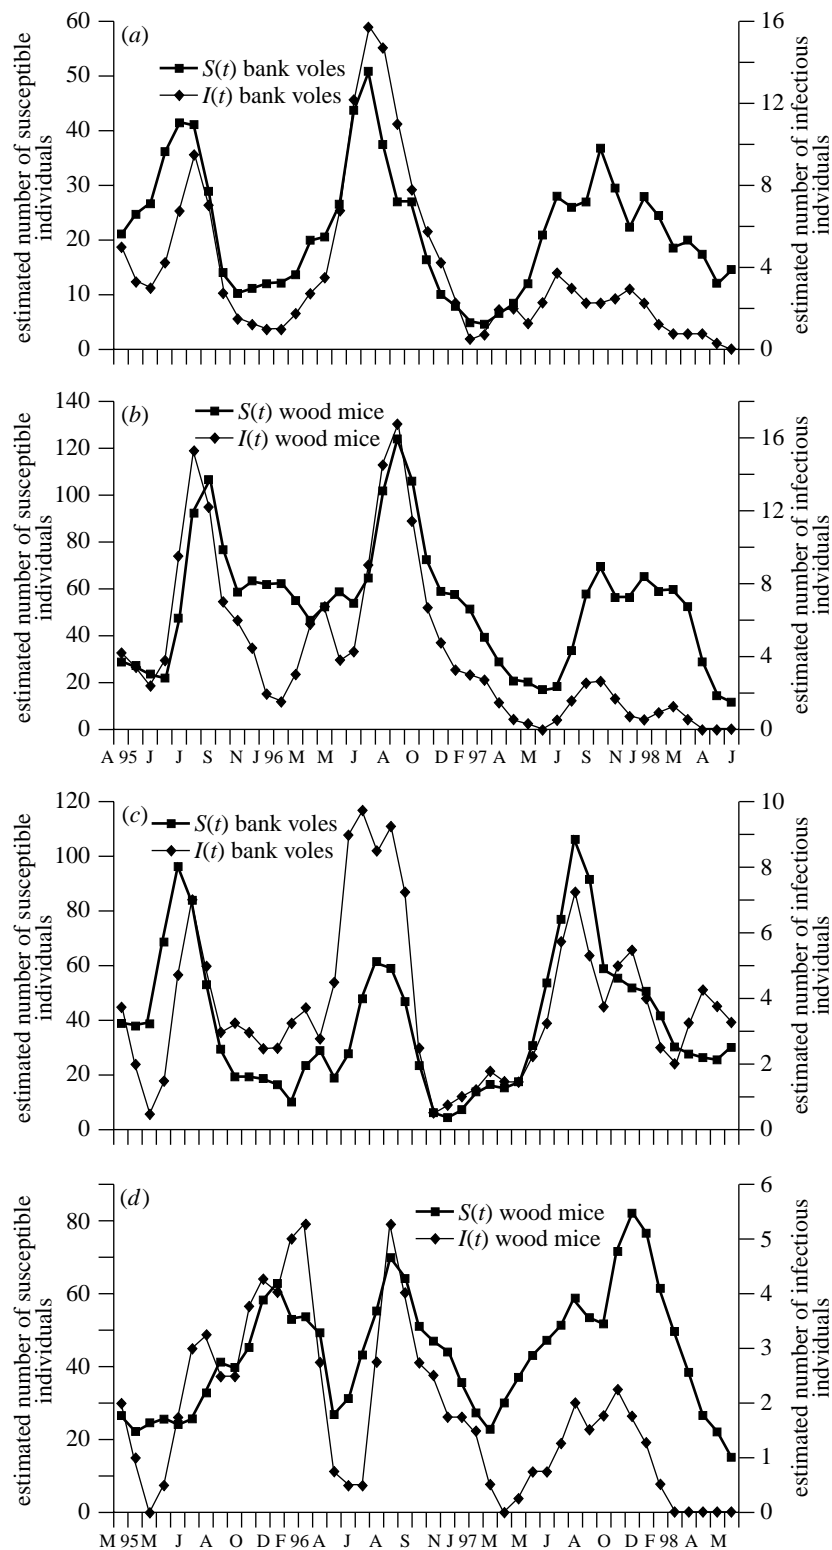 (a)
S(t) bank voles
I(t) bank voles
estimated number of susceptible
individuals
60
50
40
30
20
10
0
16
12
8
4
0
estimated number of infectious
individuals
(b)
S(t) wood mice
I(t) wood mice
estimated number of susceptible
individuals
140
120
100
80
60
40
20
0
16
12
8
4
0
estimated number of infectious
individuals
A 95 J J S N J 96 M M J A O D F 97 A M J S N J 98 M A J
(c)
S(t) bank voles
I(t) bank voles
estimated number of susceptible
individuals
120
100
80
60
40
20
0
10
8
6
4
2
0
estimated number of infectious
individuals
(d)
S(t) wood mice
I(t) wood mice
estimated number of susceptible
individuals
80
60
40
20
0
6
5
4
3
2
1
0
estimated number of infectious
individuals
M 95 M J A O D F 96 A J A S N J 97 M M J A O D F 98 A M